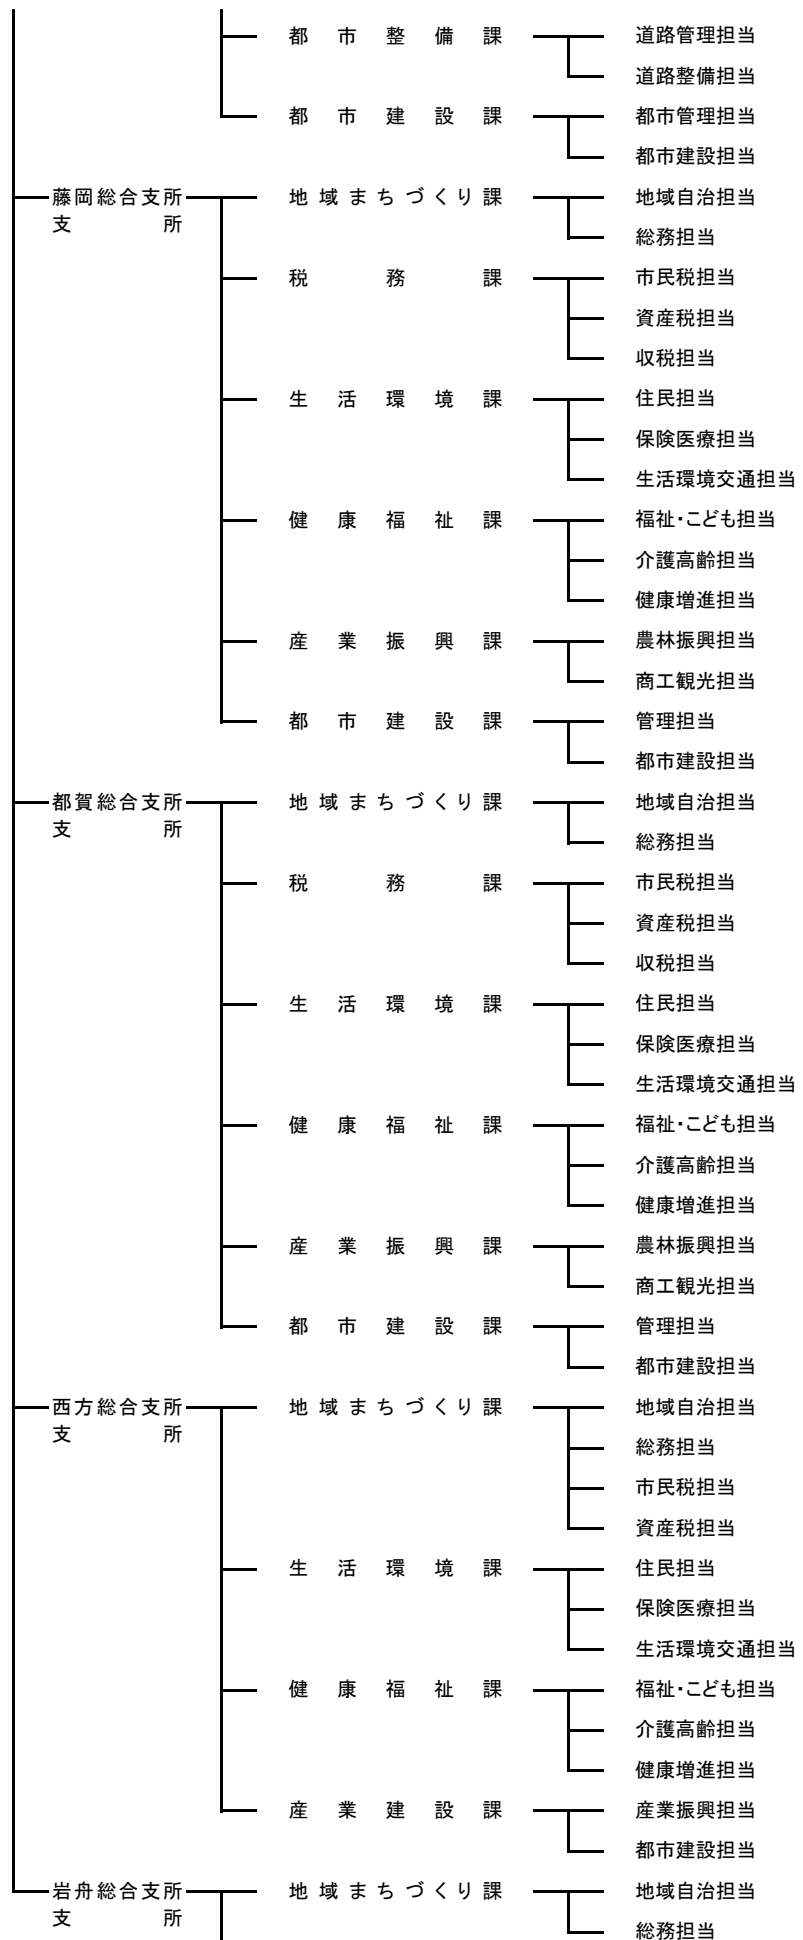 都市整備課 道路管理担当
道路整備担当
都市建設課 都市管理担当
都市建設担当
藤岡総合支所 地域まちづくり課 地域自治担当
支所
総務担当
税務課 市民税担当
資産税担当
収税担当
生活環境課 住民担当
保険医療担当
生活環境交通担当
健康福祉課 福祉・こども担当
介護高齢担当
健康増進担当
産業振興課 農林振興担当
商工観光担当
都市建設課 管理担当
都市建設担当
都賀総合支所 地域まちづくり課 地域自治担当
支所
総務担当
税務課 市民税担当
資産税担当
収税担当
生活環境課 住民担当
保険医療担当
生活環境交通担当
健康福祉課 福祉・こども担当
介護高齢担当
健康増進担当
産業振興課 農林振興担当
商工観光担当
都市建設課 管理担当
都市建設担当
西方総合支所 地域まちづくり課 地域自治担当
支所
総務担当
市民税担当
資産税担当
生活環境課 住民担当
保険医療担当
生活環境交通担当
健康福祉課 福祉・こども担当
介護高齢担当
健康増進担当
産業建設課 産業振興担当
都市建設担当
岩舟総合支所 地域まちづくり課 地域自治担当
支所
総務担当